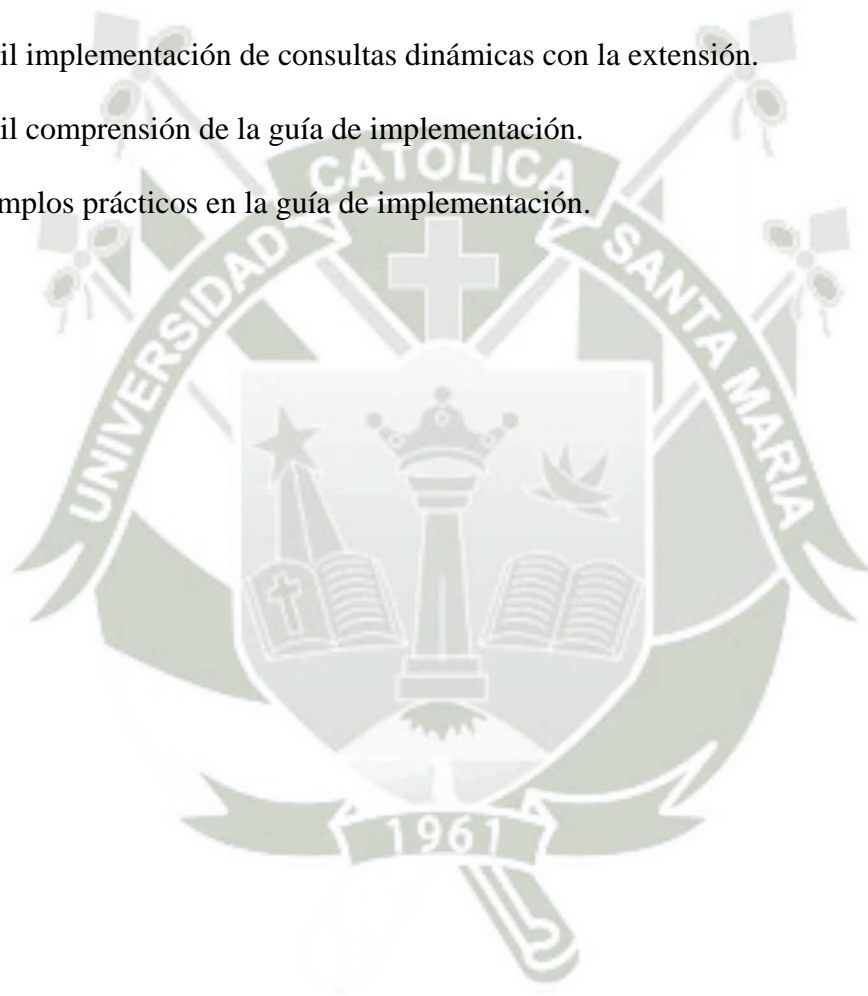 il implementación de consultas dinámicas con la extensión.
il comprensión de la guía de implementación.
mplos prácticos en la guía de implementación.
UNIVERSIDAD CATOLICA SANTA MARIA
1961